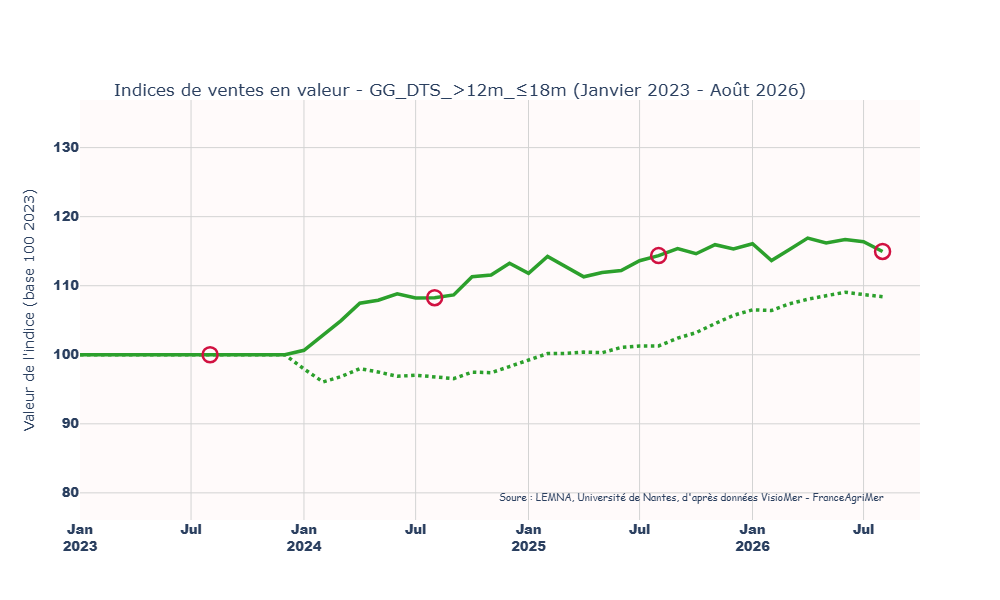 Indices de ventes en valeur - GG_DTS_>12m_≤18m (Janvier 2023 - Août 2026)
Valeur de l'indice (base 100 2023)
130
120
110
100
90
80
Soure : LEMNA, Université de Nantes, d'après données VisioMer - FranceAgriMer
Jan Jul Jan Jul Jan Jul Jan Jul
2023 2024 2025 2026